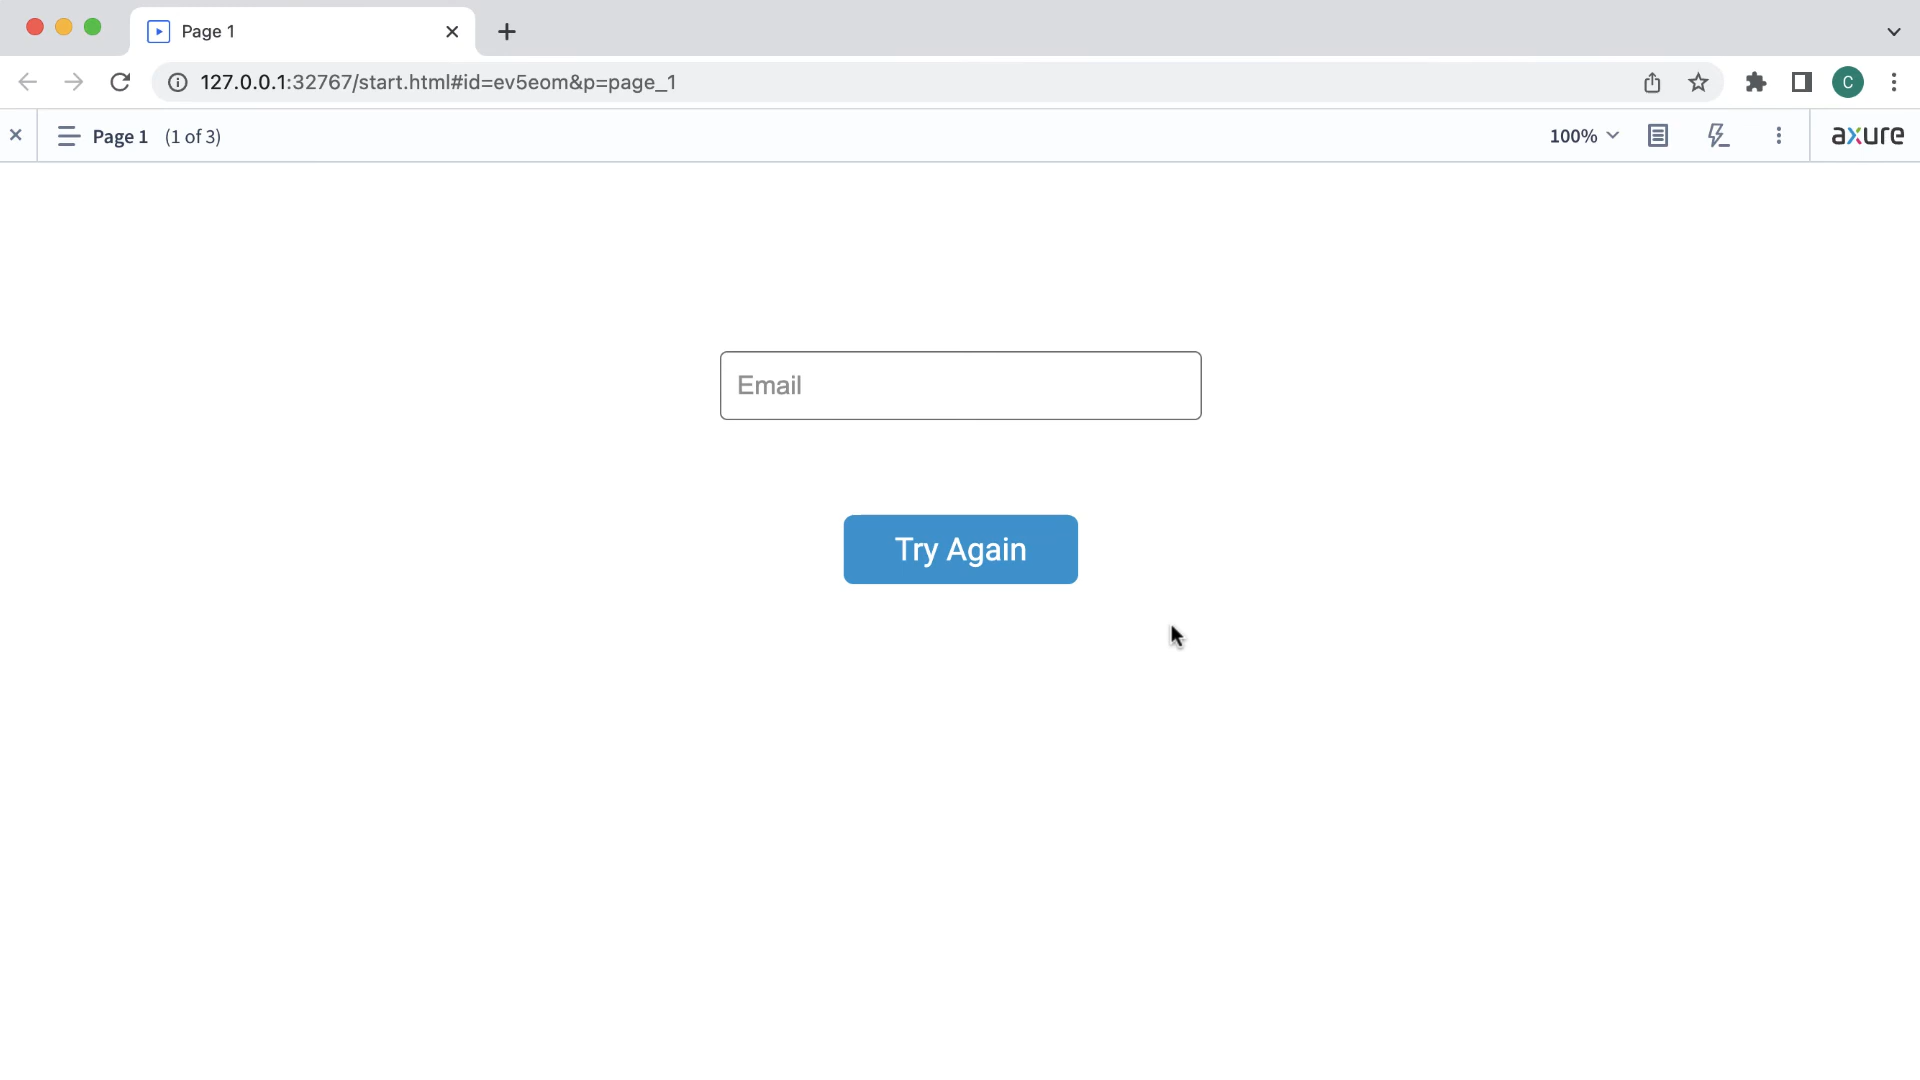 Page 1
127.0.0.1:32767/start.html#id=ev5eom&p=page_1
C
Page 1 (1 of 3)
100%
axure
Email
Try Again